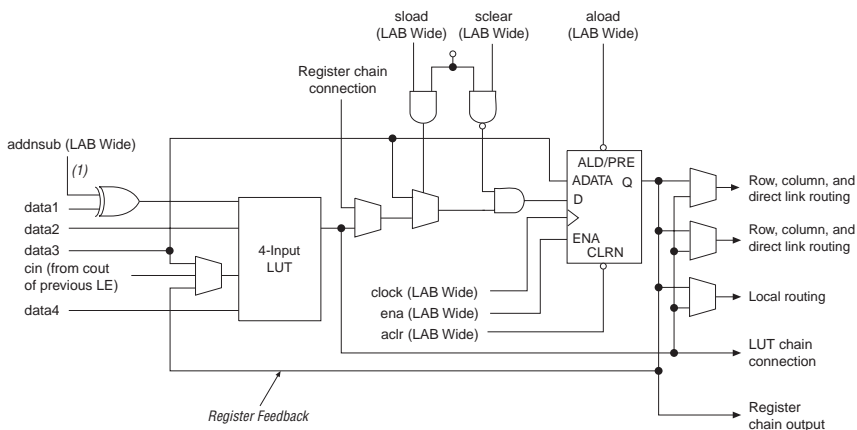 sload
(LAB Wide)
sclear
(LAB Wide)
aload
(LAB Wide)
Register chain
connection
addnsub (LAB Wide)
(1)
data1
data2
data3
cin (from cout
of previous LE)
data4
4-Input
LUT
ALD/PRE
ADATA
Q
D
ENA
CLRN
clock (LAB Wide)
ena (LAB Wide)
aclr (LAB Wide)
Row, column, and
direct link routing
Row, column, and
direct link routing
Local routing
LUT chain
connection
Register
chain output
Register Feedback